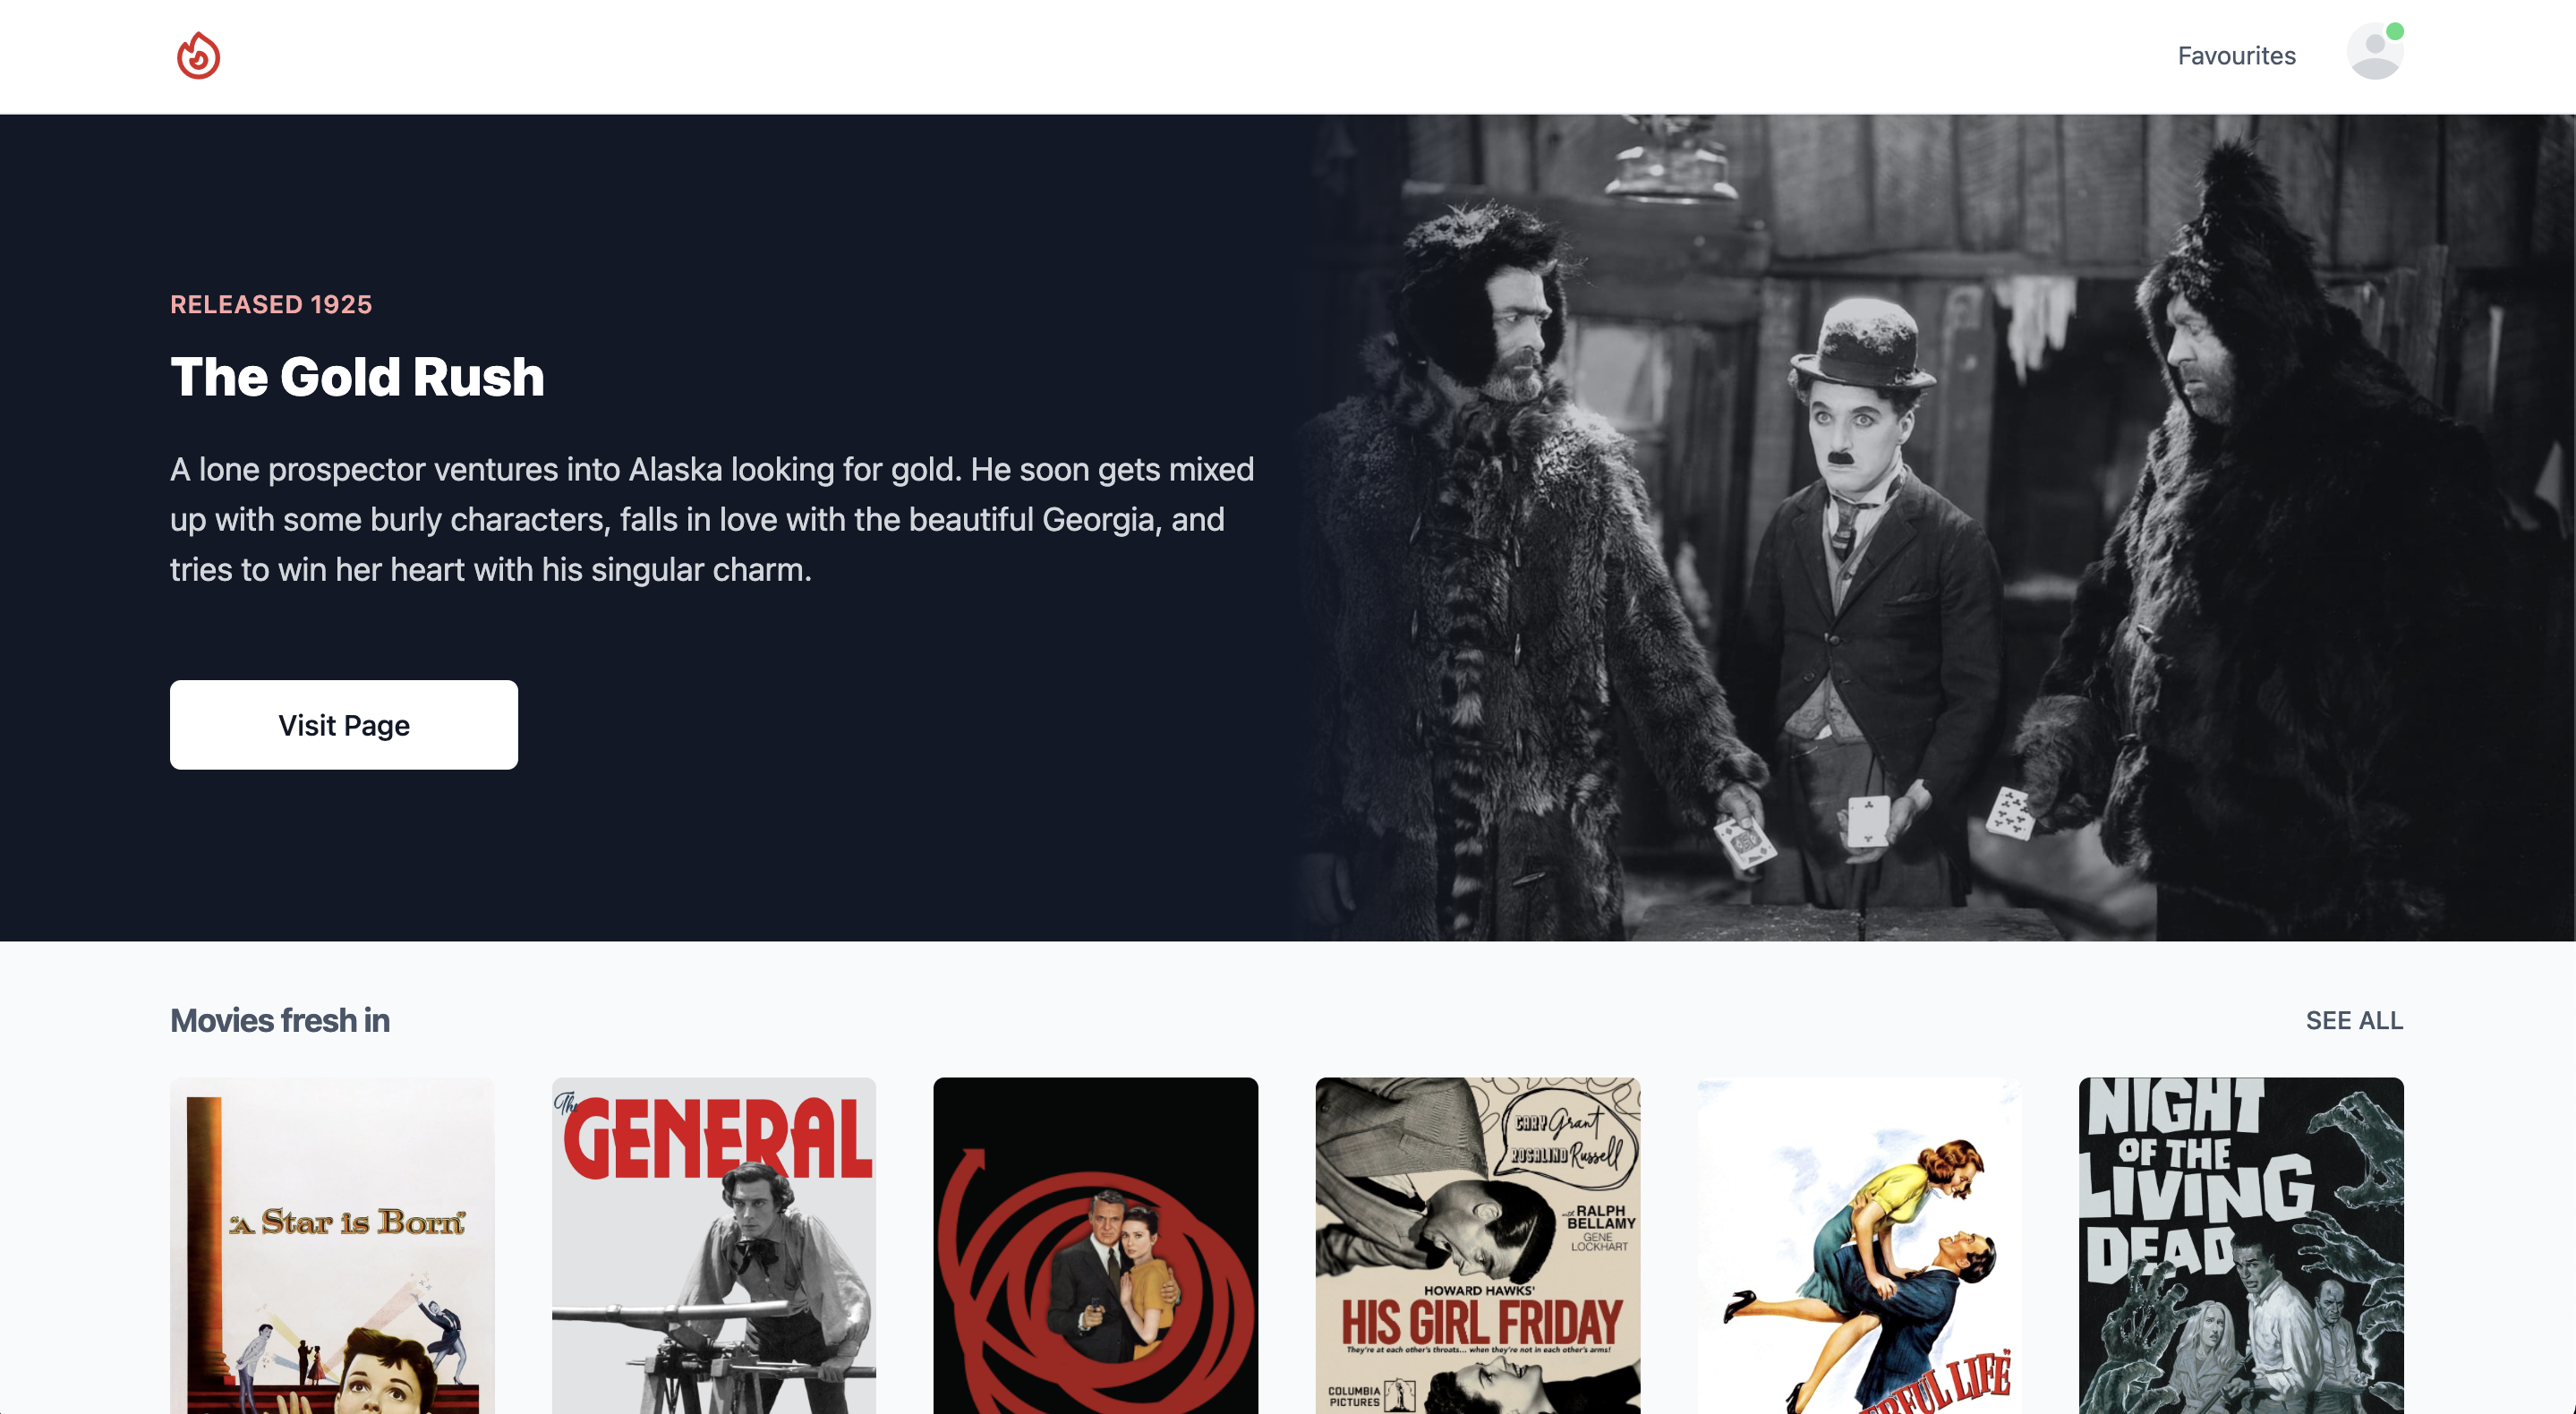 Favourites
RELEASED 1925
The Gold Rush
A lone prospector ventures into Alaska looking for gold. He soon gets mixed
up with some burly characters, falls in love with the beautiful Georgia, and
tries to win her heart with his singular charm.
Visit Page
Movies fresh in
SEE ALL
"A Star is Born"
The
GENERAL
CARY Grant
ROSALIND Russell
with RALPH
BELLAMY
GENE
LOCKHART
HOWARD HAWKS'
HIS GIRL FRIDAY
They're at each other's throats... when they're not in each other's arms!
COLUMBIA
PICTURES
LIFE"
NIGHT
OF THE
LIVING
DEAD